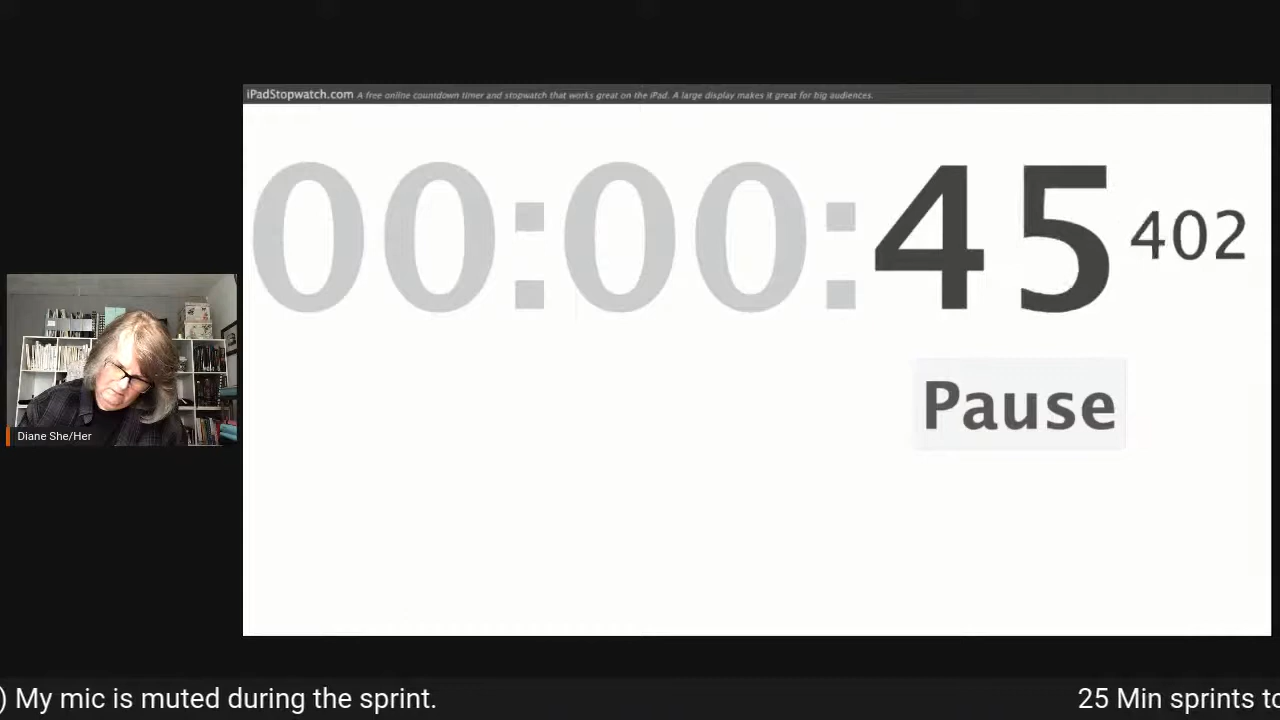 iPadStopwatch.com A free online countdown timer and stopwatch that works great on the iPad. A large display makes it great for big audiences.
00:00:45 402
Pause
Diane She/Her
) My mic is muted during the sprint.
25 Min sprints to